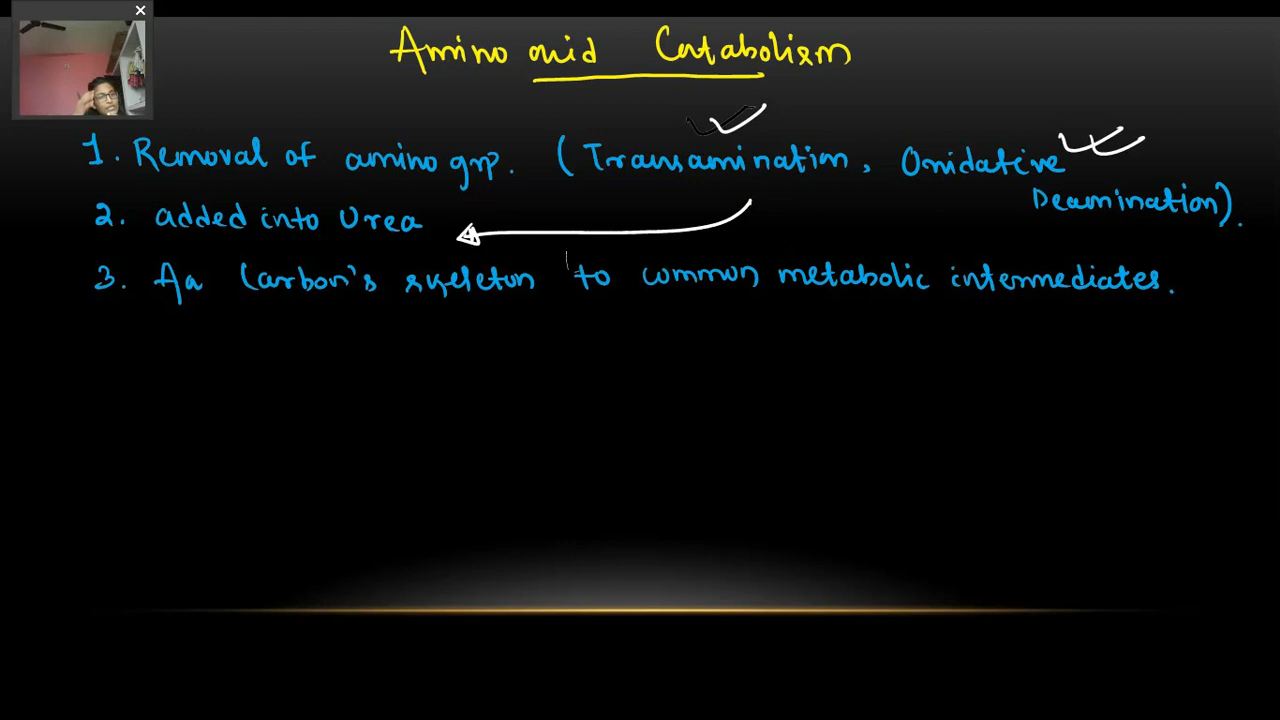 Amino acid Catabolism
1. Removal of amino grp. (Transamination, Oxidative
Deamination).
2. added into Urea
3. Aa Carbon's skeleton to common metabolic intermediates.